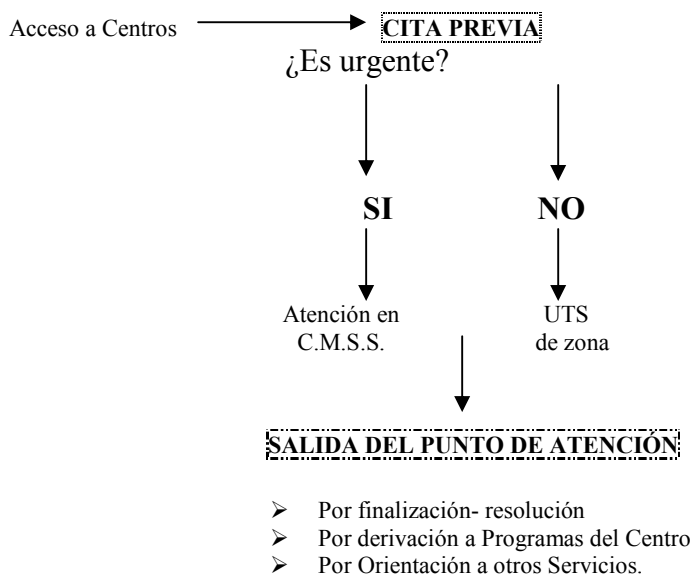 Acceso a Centros CITA PREVIA
¿Es urgente?
SI NO
Atención en
C.M.S.S.
UTS
de zona
SALIDA DEL PUNTO DE ATENCIÓN
➢ Por finalización- resolución
➢ Por derivación a Programas del Centro
➢ Por Orientación a otros Servicios.